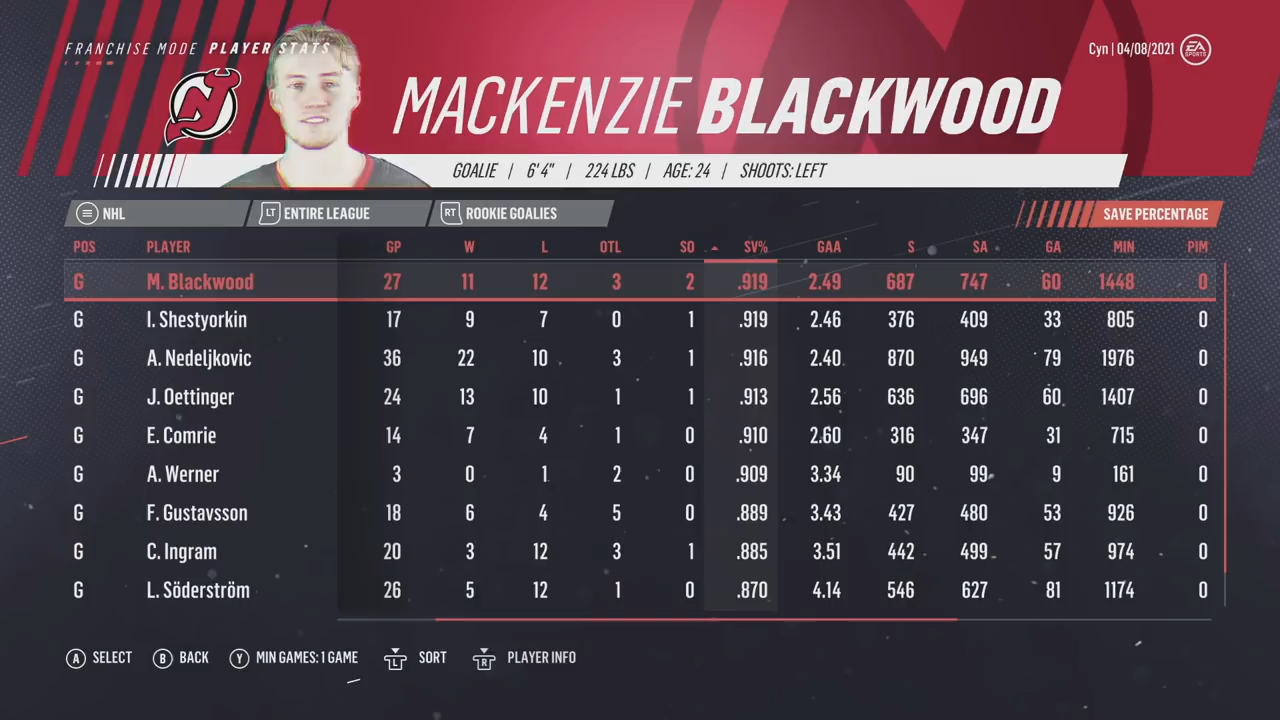 FRANCHISE MODE PLAYER STATS
Cyn | 04/08/2021 EA SPORTS
MACKENZIE BLACKWOOD
GOALIE / 6' 4" / 224 LBS / AGE: 24 / SHOOTS: LEFT
NHL LT ENTIRE LEAGUE RT ROOKIE GOALIES SAVE PERCENTAGE
POS PLAYER GP W L OTL SO SV% GAA S SA GA MIN PIM
G M. Blackwood 27 11 12 3 2 .919 2.49 687 747 60 1448 0
G I. Shestyorkin 17 9 7 0 1 .919 2.46 376 409 33 805 0
G A. Nedeljkovic 36 22 10 3 1 .916 2.40 870 949 79 1976 0
G J. Oettinger 24 13 10 1 1 .913 2.56 636 696 60 1407 0
G E. Comrie 14 7 4 1 0 .910 2.60 316 347 31 715 0
G A. Werner 3 0 1 2 0 .909 3.34 90 99 9 161 0
G F. Gustavsson 18 6 4 5 0 .889 3.43 427 480 53 926 0
G C. Ingram 20 3 12 3 1 .885 3.51 442 499 57 974 0
G L. Söderström 26 5 12 1 0 .870 4.14 546 627 81 1174 0
A SELECT B BACK Y MIN GAMES: 1 GAME L SORT R PLAYER INFO